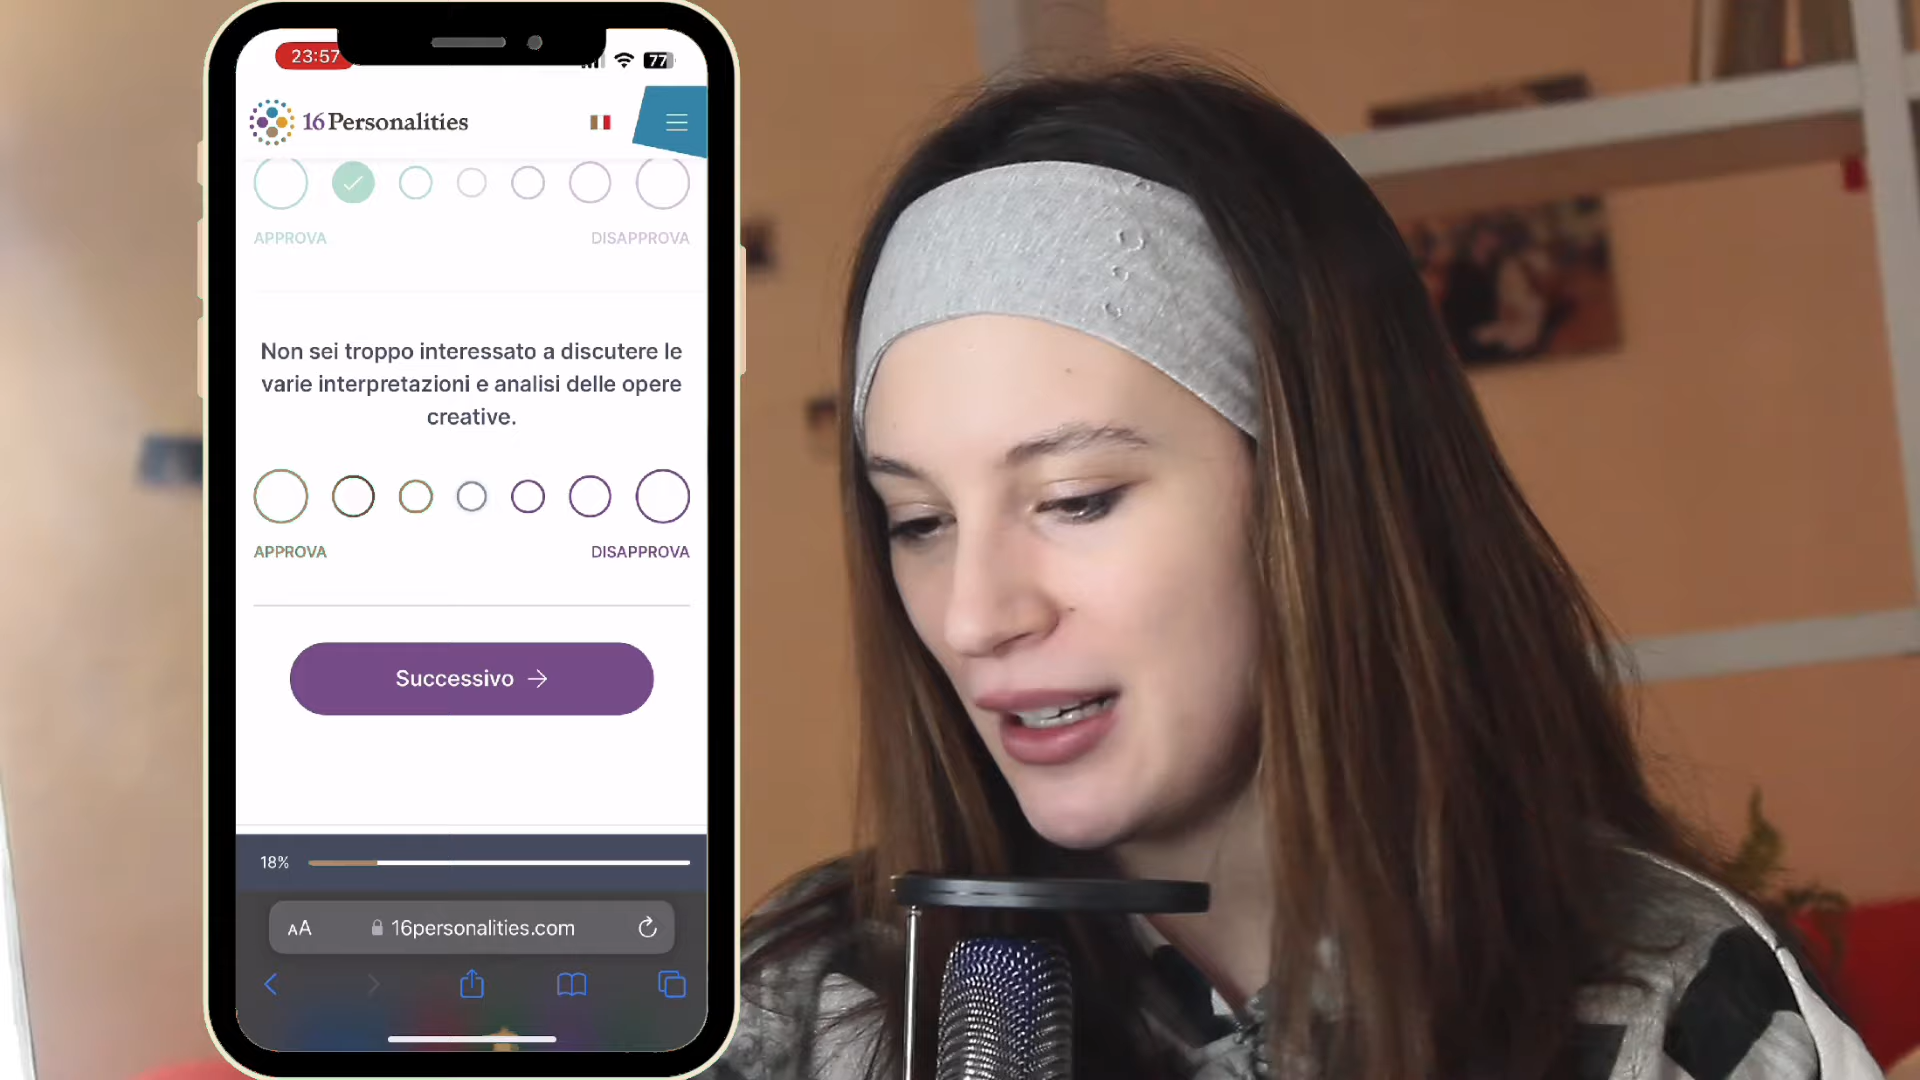 23:57
77
16Personalities
APPROVA
DISAPPROVA
Non sei troppo interessato a discutere le
varie interpretazioni e analisi delle opere
creative.
APPROVA
DISAPPROVA
Successivo →
18%
AA
16personalities.com